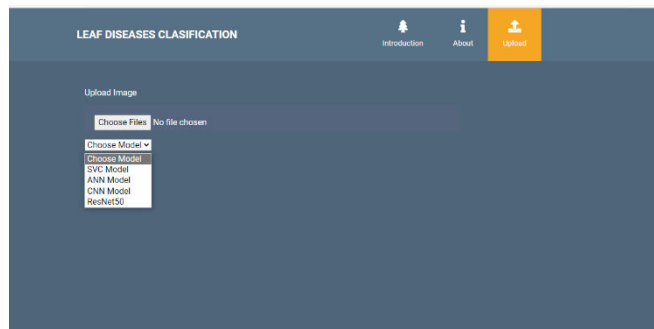 LEAF DISEASES CLASIFICATION
Introduction
About
Upload
Upload Image
Choose Files No file chosen
Choose Model
Choose Model
SVC Model
ANN Model
CNN Model
ResNet50